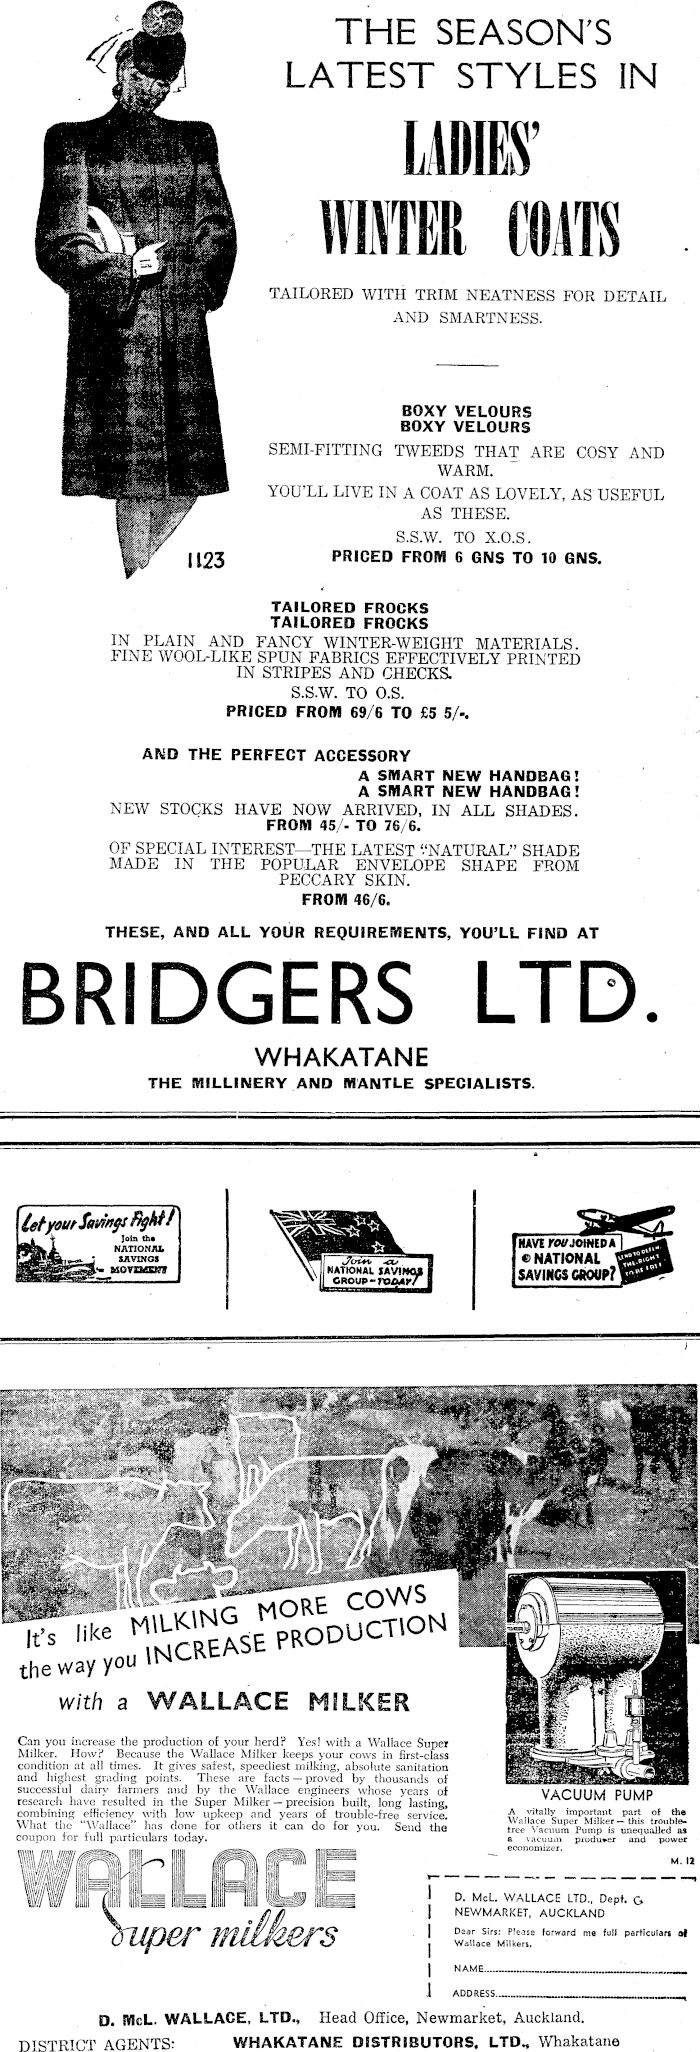 THE SEASON'S
LATEST STYLES IN
LADIES'
WINTER COATS
TAILORED WITH TRIM NEATNESS FOR DETAIL
AND SMARTNESS.
BOXY VELOURS
BOXY VELOURS
SEMI-FITTING TWEEDS THAT ARE COSY AND
WARM.
YOU'LL LIVE IN A COAT AS LOVELY, AS USEFUL
AS THESE.
S.S.W. TO X.O.S.
PRICED FROM 6 GNS TO 10 GNS.
1123
TAILORED FROCKS
TAILORED FROCKS
IN PLAIN AND FANCY WINTER-WEIGHT MATERIALS.
FINE WOOL-LIKE SPUN FABRICS EFFECTIVELY PRINTED
IN STRIPES AND CHECKS.
S.S.W. TO O.S.
PRICED FROM 69/6 TO £5 5/-.
AND THE PERFECT ACCESSORY
A SMART NEW HANDBAG!
A SMART NEW HANDBAG!
NEW STOCKS HAVE NOW ARRIVED, IN ALL SHADES.
FROM 45/- TO 76/6.
OF SPECIAL INTEREST—THE LATEST "NATURAL" SHADE
MADE IN THE POPULAR ENVELOPE SHAPE FROM
PECCARY SKIN.
FROM 46/6.
THESE, AND ALL YOUR REQUIREMENTS, YOU'LL FIND AT
BRIDGERS LTD.
WHAKATANE
THE MILLINERY AND MANTLE SPECIALISTS.
Let your Savings Fight!
Join the
NATIONAL
SAVINGS
MOVEMENT
Join a
NATIONAL SAVINGS
GROUP-TODAY!
HAVE YOU JOINED A
NATIONAL
SAVINGS GROUP?
LEND TO DEFEND
THE RIGHT
TO BE FREE
It's like MILKING MORE COWS
the way you INCREASE PRODUCTION
with a WALLACE MILKER
Can you increase the production of your herd? Yes! with a Wallace Super
Milker. How? Because the Wallace Milker keeps your cows in first-class
condition at all times. It gives safest, speediest milking, absolute sanitation
and highest grading points. These are facts—proved by thousands of
successful dairy farmers and by the Wallace engineers whose years of
research have resulted in the Super Milker—precision built, long lasting,
combining efficiency with low upkeep and years of trouble-free service.
What the "Wallace" has done for others it can do for you. Send the
coupon for full particulars today.
VACUUM PUMP
A vitally important part of the
Wallace Super Milker—this trouble-
free Vacuum Pump is unequalled as
a vacuum producer and power
economizer.
M. 12
WALLACE
Super milkers
D. McL. WALLACE LTD., Dept. G
NEWMARKET, AUCKLAND
Dear Sirs: Please forward me full particulars of
Wallace Milkers.
NAME
ADDRESS
D. McL. WALLACE, LTD., Head Office, Newmarket, Auckland.
DISTRICT AGENTS: WHAKATANE DISTRIBUTORS, LTD., Whakatane